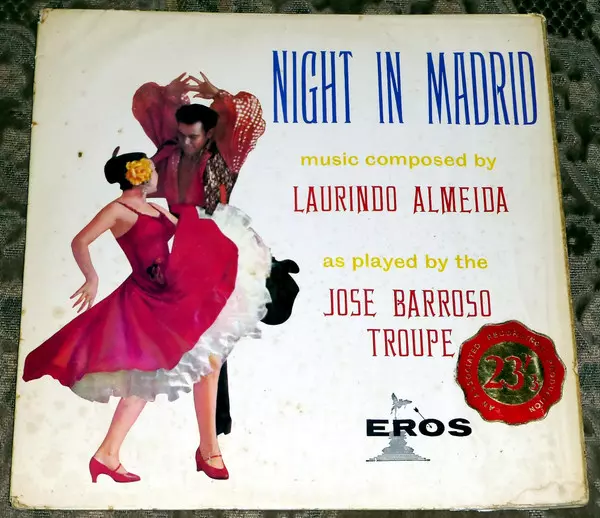 NIGHT IN MADRID
music composed by
LAURINDO ALMEIDA
as played by the
JOSE BARROSO
TROUPE
23'
EROS